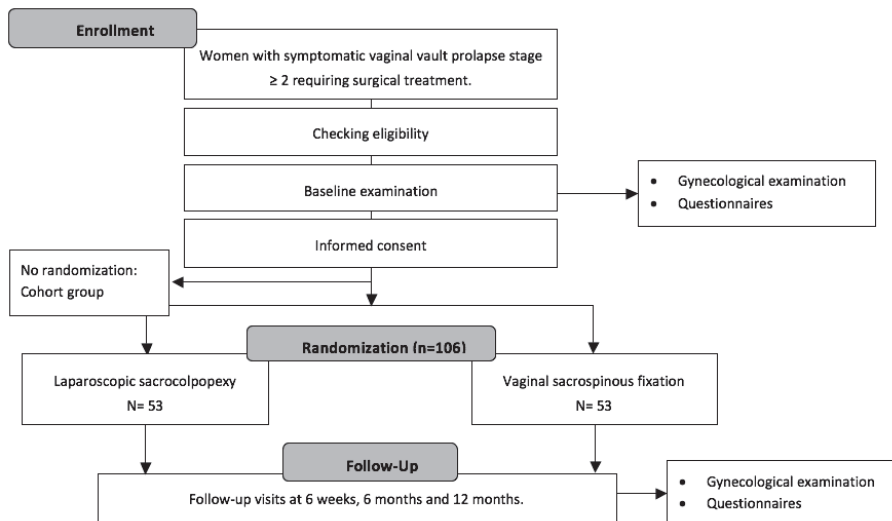 Enrollment
Women with symptomatic vaginal vault prolapse stage
≥ 2 requiring surgical treatment.
Checking eligibility
Baseline examination
• Gynecological examination
• Questionnaires
Informed consent
No randomization:
Cohort group
Randomization (n=106)
Laparoscopic sacrocolpopexy
N= 53
Vaginal sacrospinous fixation
N= 53
Follow-Up
Follow-up visits at 6 weeks, 6 months and 12 months.
• Gynecological examination
• Questionnaires